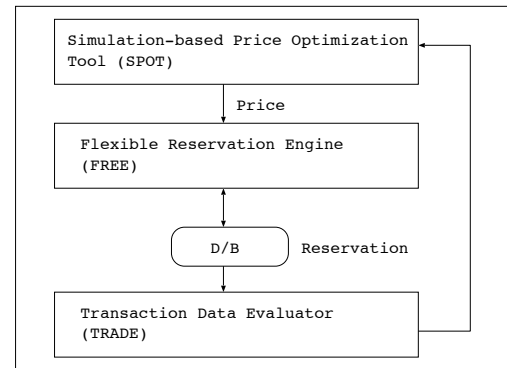 Simulation-based Price Optimization
Tool (SPOT)
Price
Flexible Reservation Engine
(FREE)
D/B
Reservation
Transaction Data Evaluator
(TRADE)